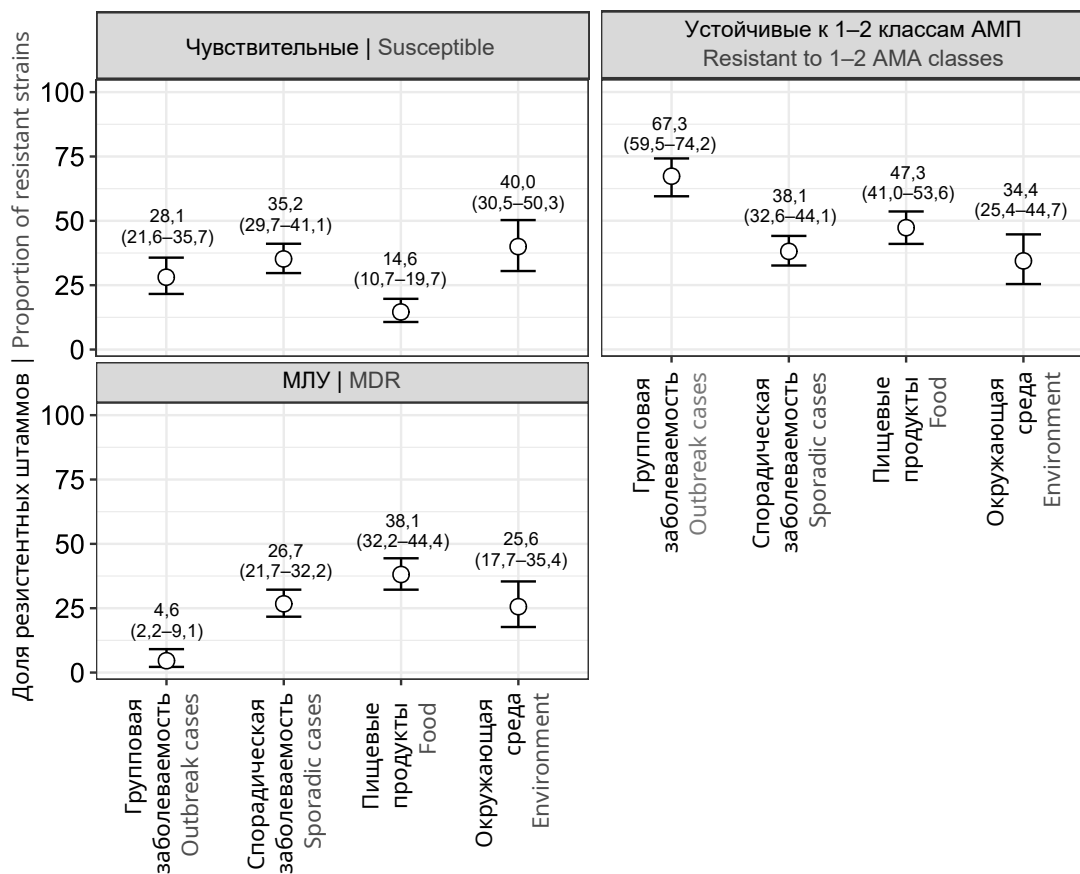 Доля резистентных штаммов | Proportion of resistant strains
Чувствительные | Susceptible
100
75
50
25
0
28,1
(21,6–35,7)
35,2
(29,7–41,1)
14,6
(10,7–19,7)
40,0
(30,5–50,3)
Устойчивые к 1–2 классам АМП
Resistant to 1–2 AMA classes
67,3
(59,5–74,2)
38,1
(32,6–44,1)
47,3
(41,0–53,6)
34,4
(25,4–44,7)
Групповая
заболеваемость
Outbreak cases
Спорадическая
заболеваемость
Sporadic cases
Пищевые
продукты
Food
Окружающая
среда
Environment
МЛУ | MDR
100
75
50
25
0
4,6
(2,2–9,1)
26,7
(21,7–32,2)
38,1
(32,2–44,4)
25,6
(17,7–35,4)
Групповая
заболеваемость
Outbreak cases
Спорадическая
заболеваемость
Sporadic cases
Пищевые
продукты
Food
Окружающая
среда
Environment